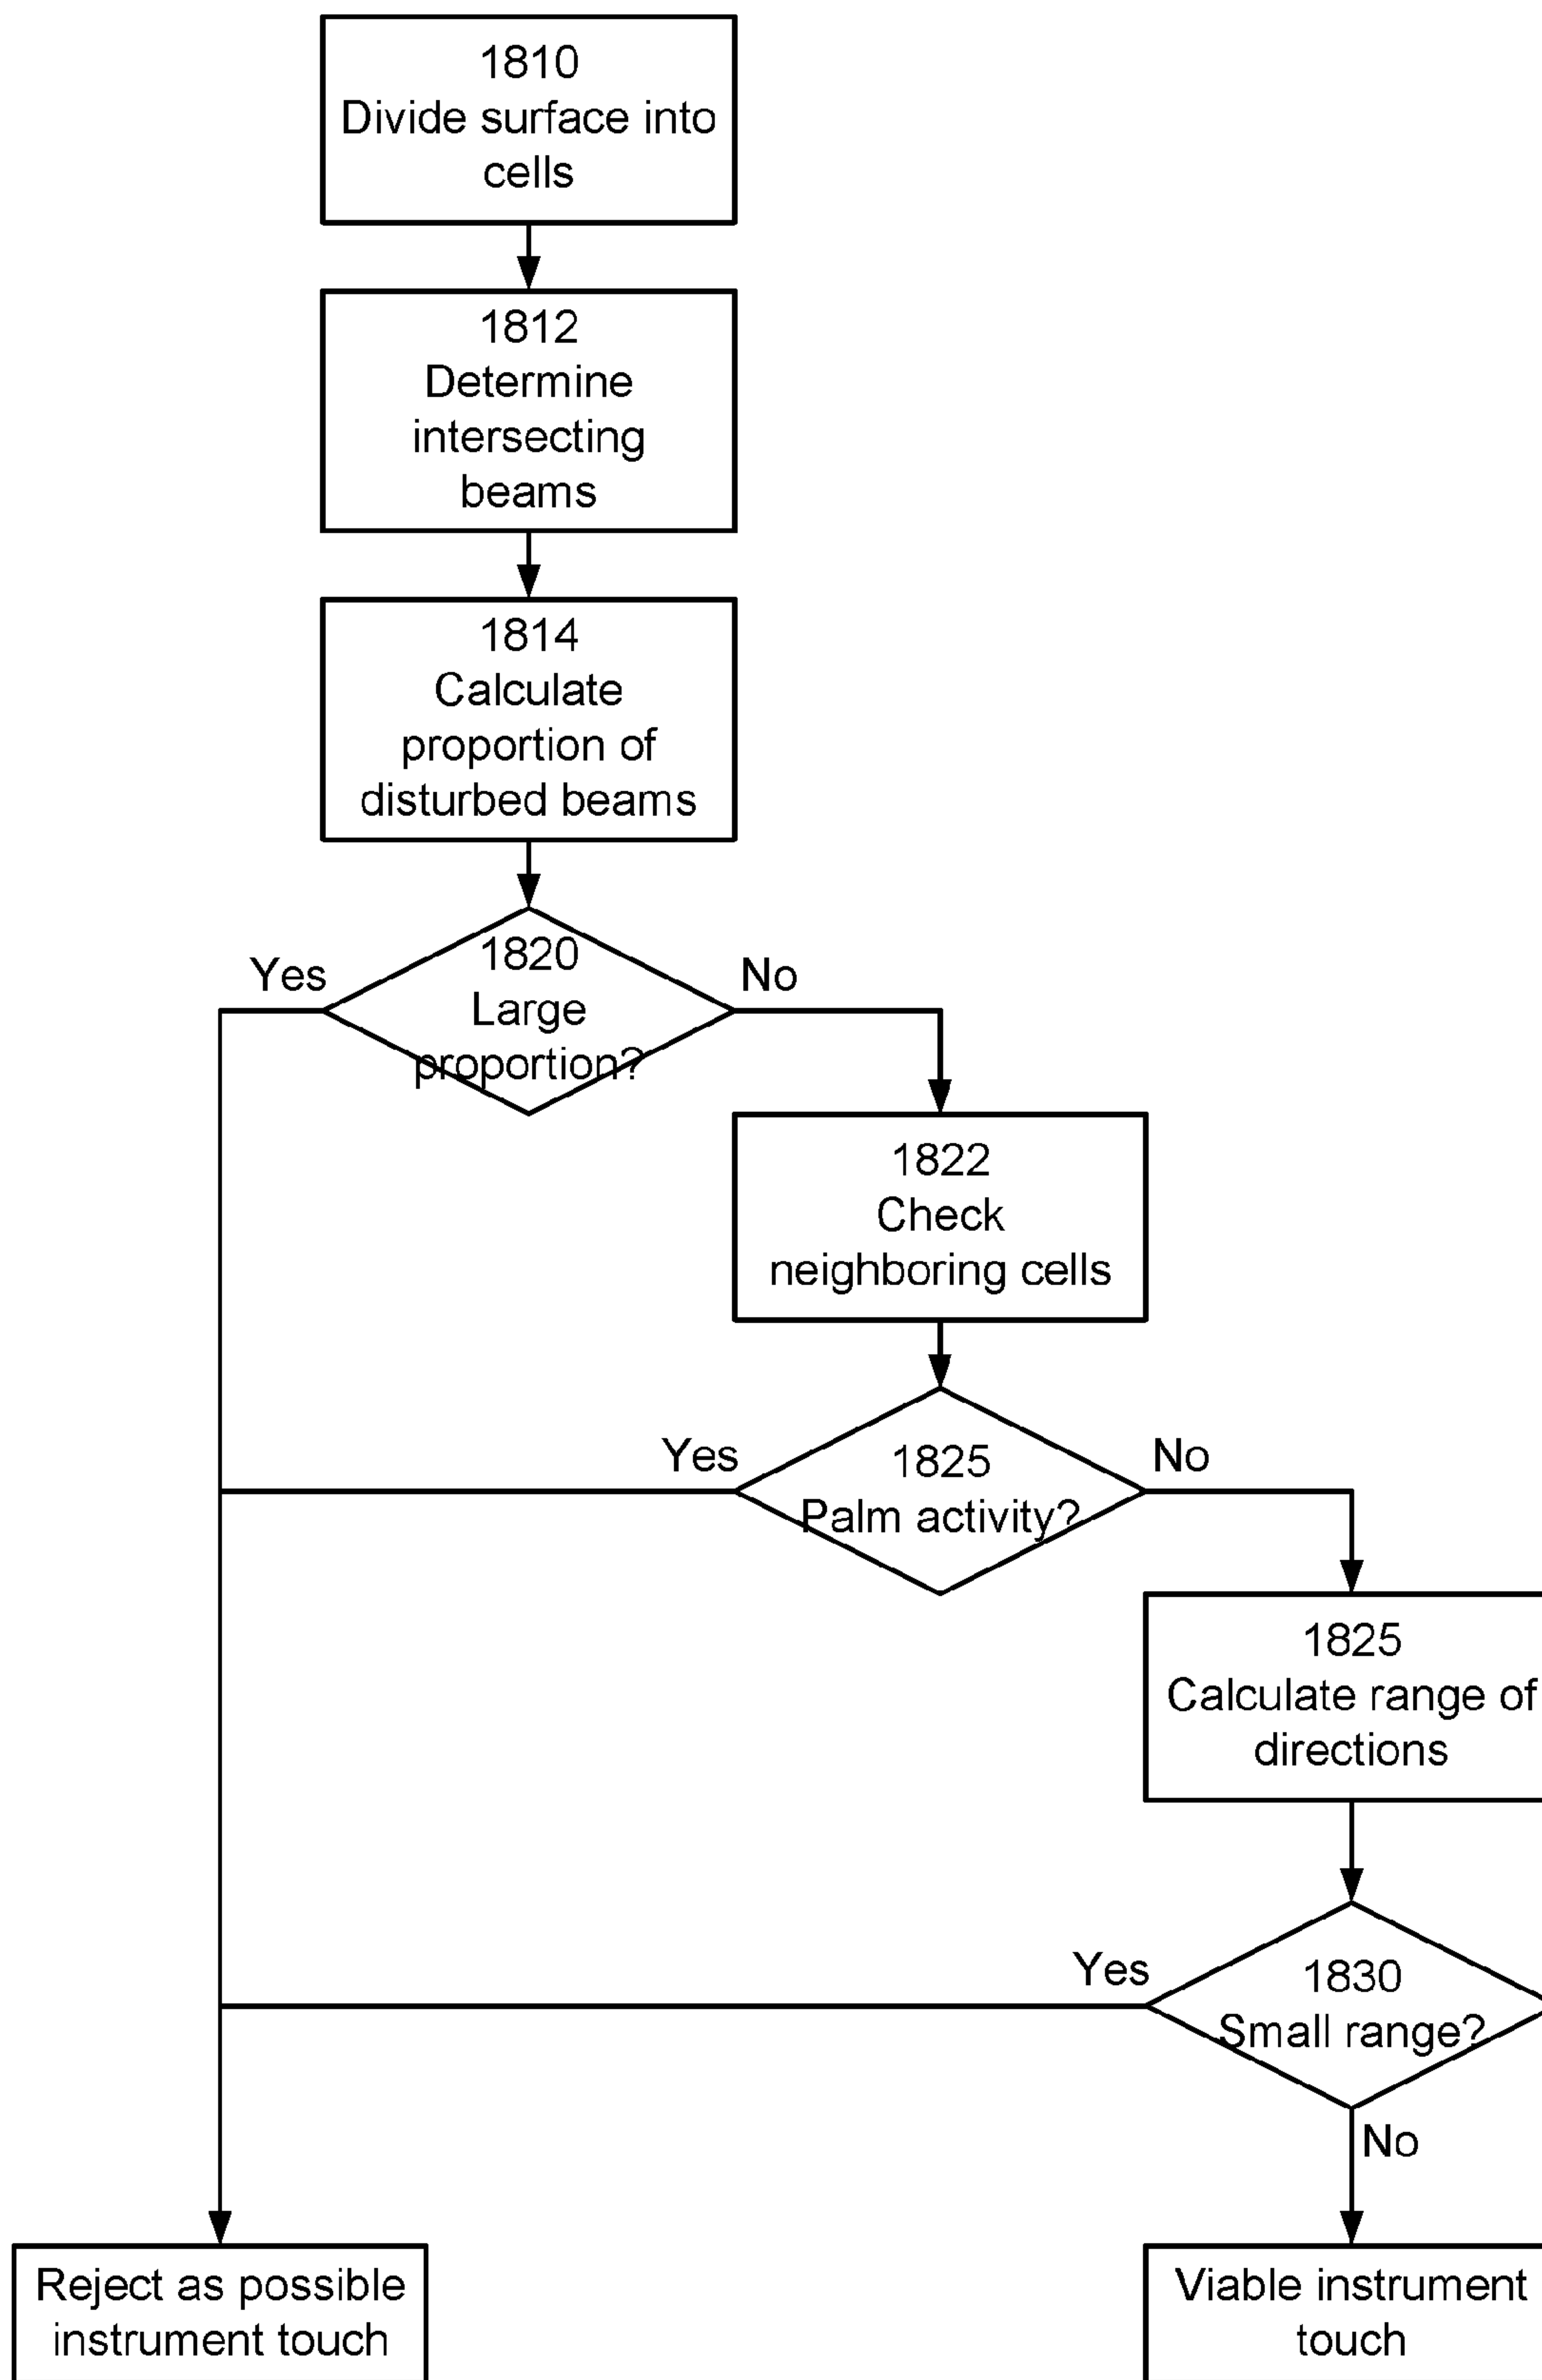 1810
Divide surface into
cells
1812
Determine
intersecting
beams
1814
Calculate
proportion of
disturbed beams
Yes
1820
Large
proportion?
No
1822
Check
neighboring cells
Yes
1825
Palm activity?
No
1825
Calculate range of
directions
Yes
1830
Small range?
No
Reject as possible
instrument touch
Viable instrument
touch